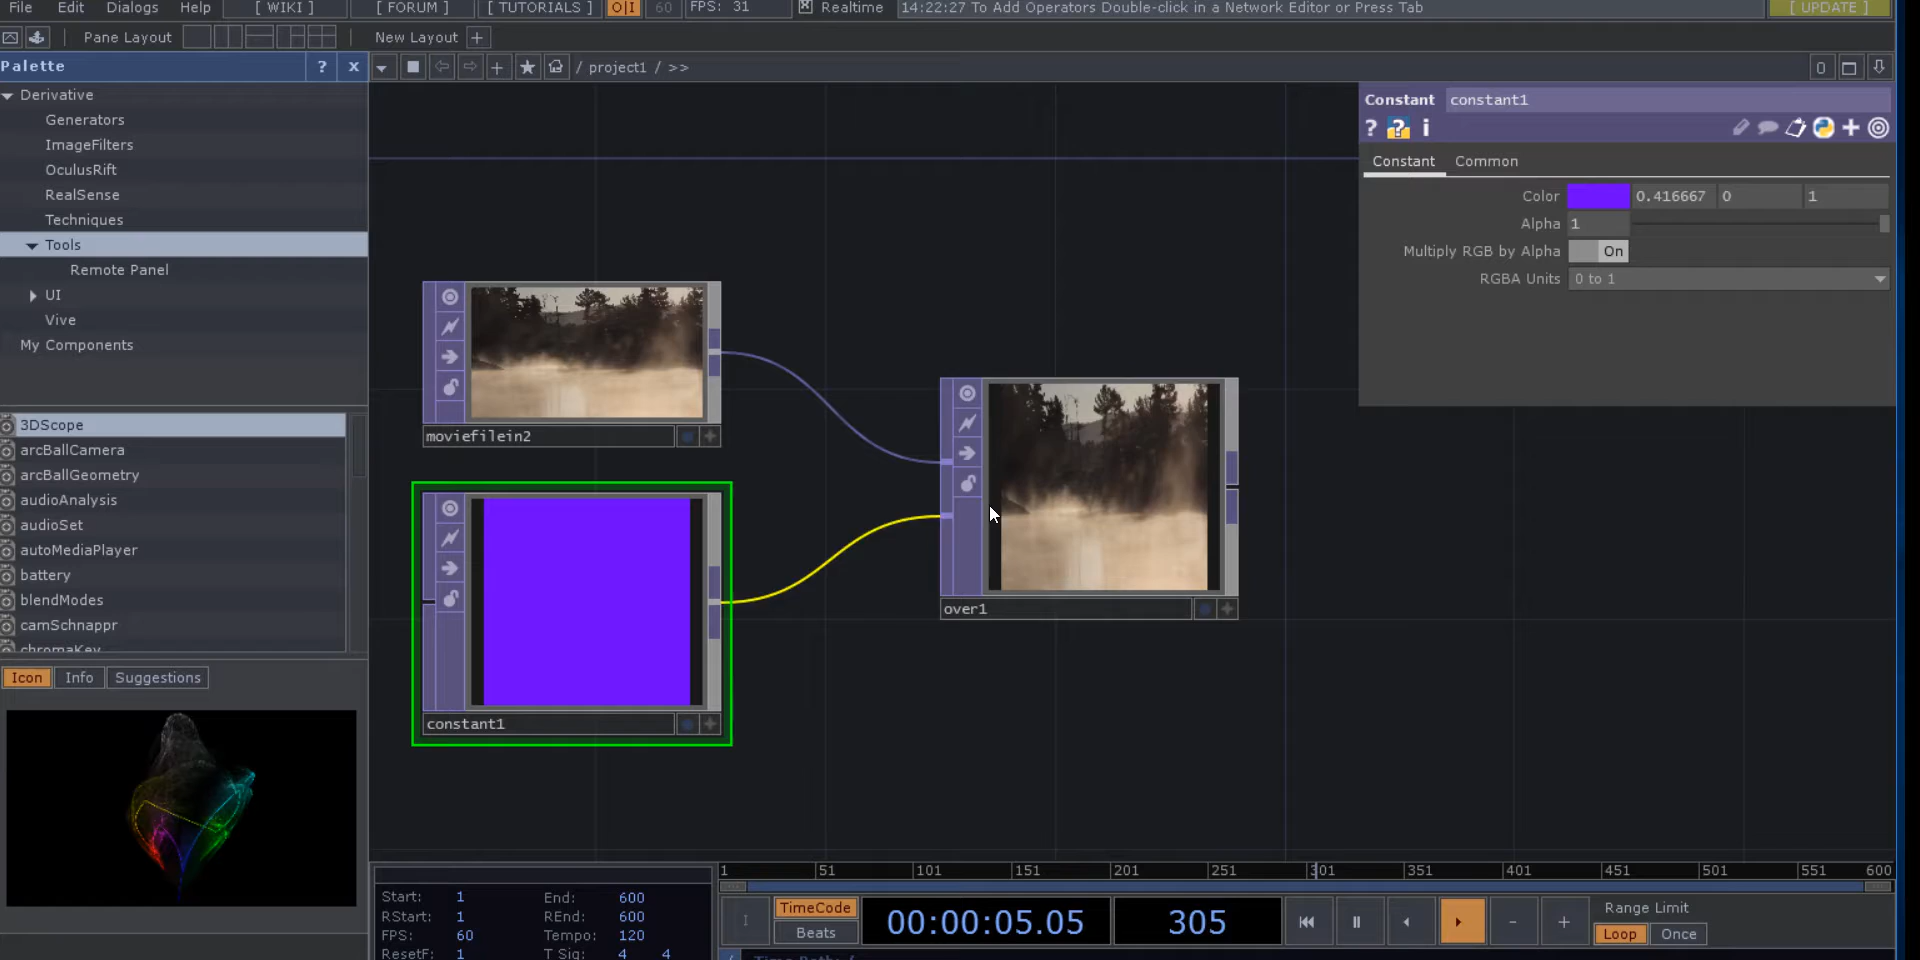 File Edit Dialogs Help [ WIKI ] [ FORUM ] [ TUTORIALS ] O|I 60 FPS: 31 Realtime 14:22:27 To Add Operators Double-click in a Network Editor or Press Tab [ UPDATE ]
Pane Layout New Layout +
Palette ? x / project1 / >> 0
Derivative
Generators
ImageFilters
OculusRift
RealSense
Techniques
Tools
Remote Panel
UI
Vive
My Components
3DScope
arcBallCamera
arcBallGeometry
audioAnalysis
audioSet
autoMediaPlayer
battery
blendModes
camSchnappr
chromaKey
Icon Info Suggestions
moviefilein2
constant1
over1
Constant constant1
? ? i
Constant Common
Color 0.416667 0 1
Alpha 1
Multiply RGB by Alpha On
RGBA Units 0 to 1
1 51 101 151 201 251 301 351 401 451 501 551 600
Start: 1 End: 600
RStart: 1 REnd: 600
FPS: 60 Tempo: 120
ResetF: 1 T Sig: 4 4
TimeCode
Beats
00:00:05.05 305
Range Limit
Loop Once
Time Path: /